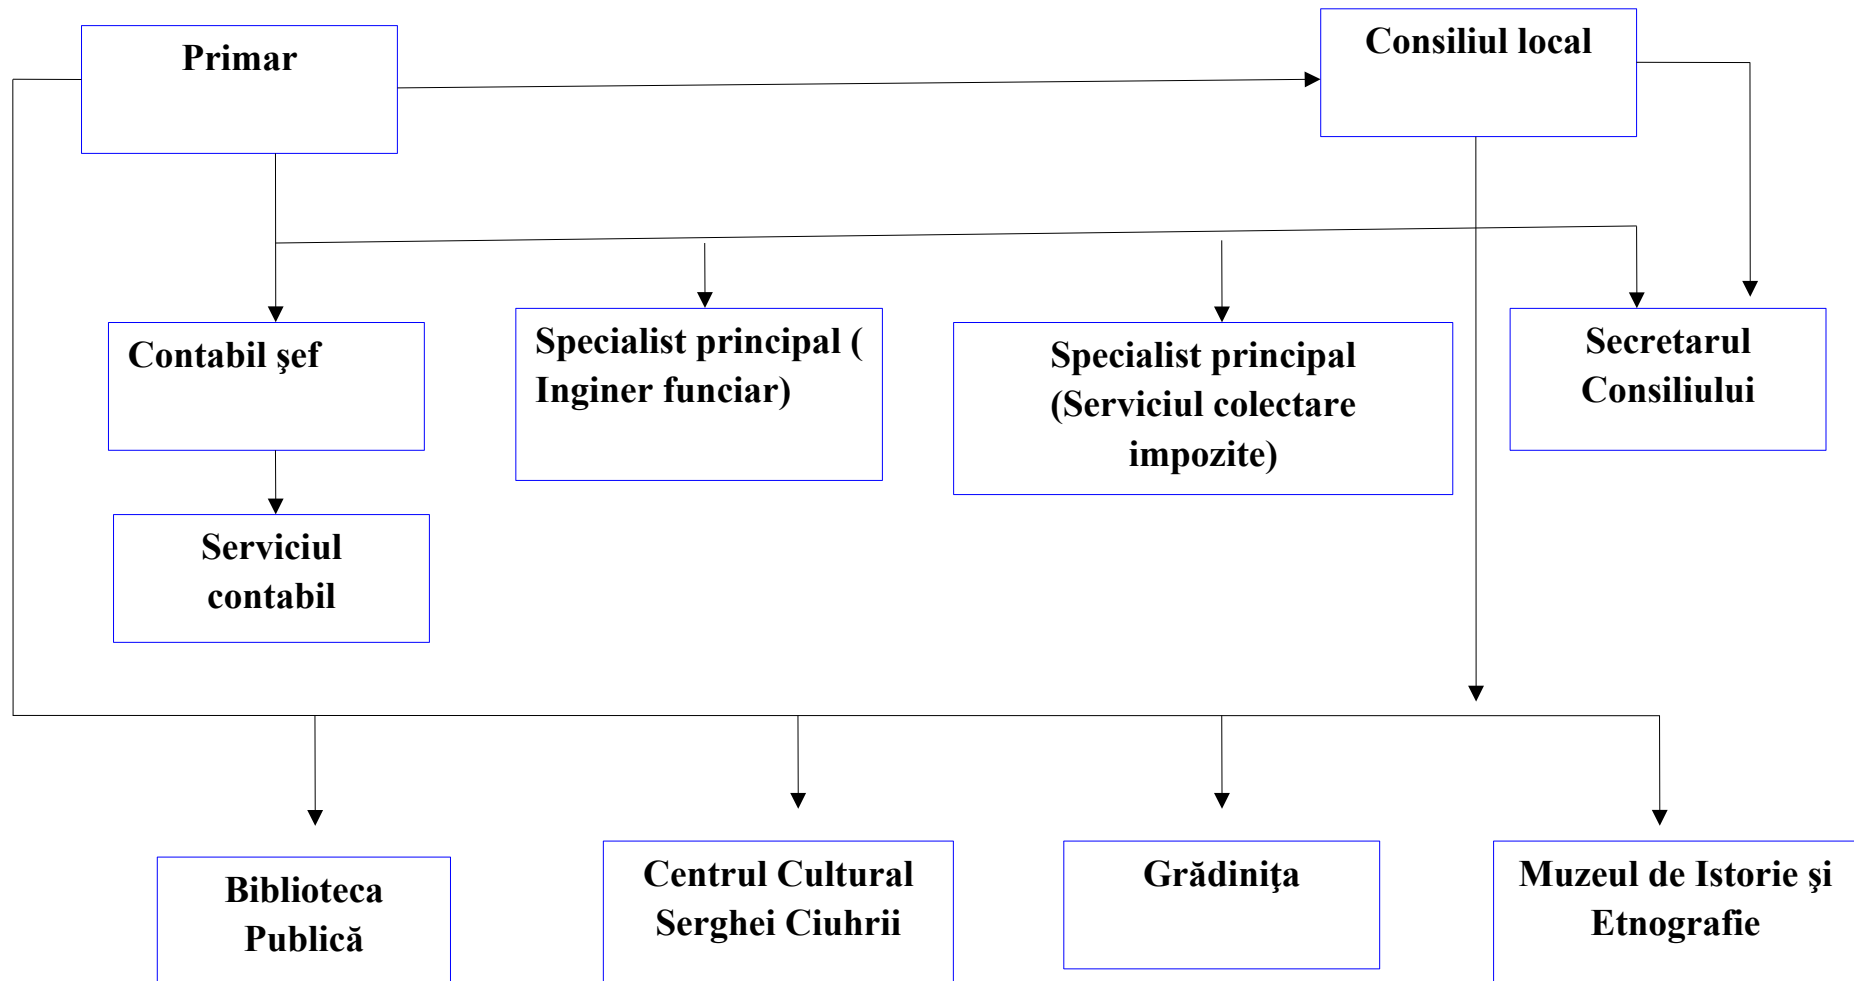 Primar
Consiliul local
Contabil şef
Specialist principal (
Inginer funciar)
Specialist principal
(Serviciul colectare
impozite)
Secretarul
Consiliului
Serviciul
contabil
Biblioteca
Publică
Centrul Cultural
Serghei Ciuhrii
Grădiniţa
Muzeul de Istorie şi
Etnografie